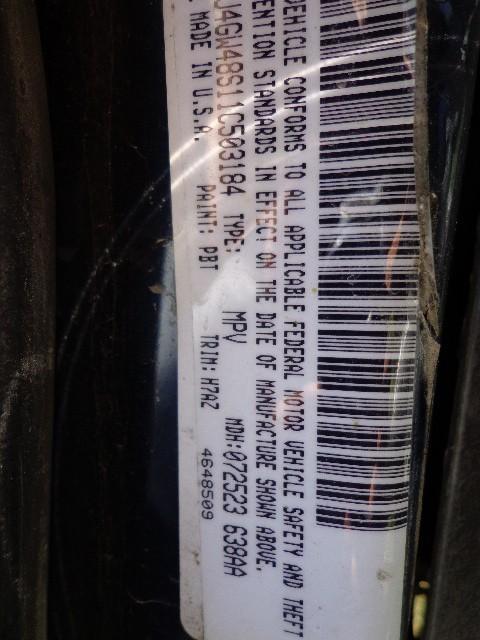 VEHICLE CONFORMS TO ALL APPLICABLE FEDERAL MOTOR VEHICLE SAFETY AND THEFT
ENTION STANDARDS IN EFFECT ON THE DATE OF MANUFACTURE SHOWN ABOVE.
J4GW48S11C503184 TYPE: MPV MDH:072523 638AA
MADE IN U.S.A. PAINT: PBT TRIM: H7AZ
4648509